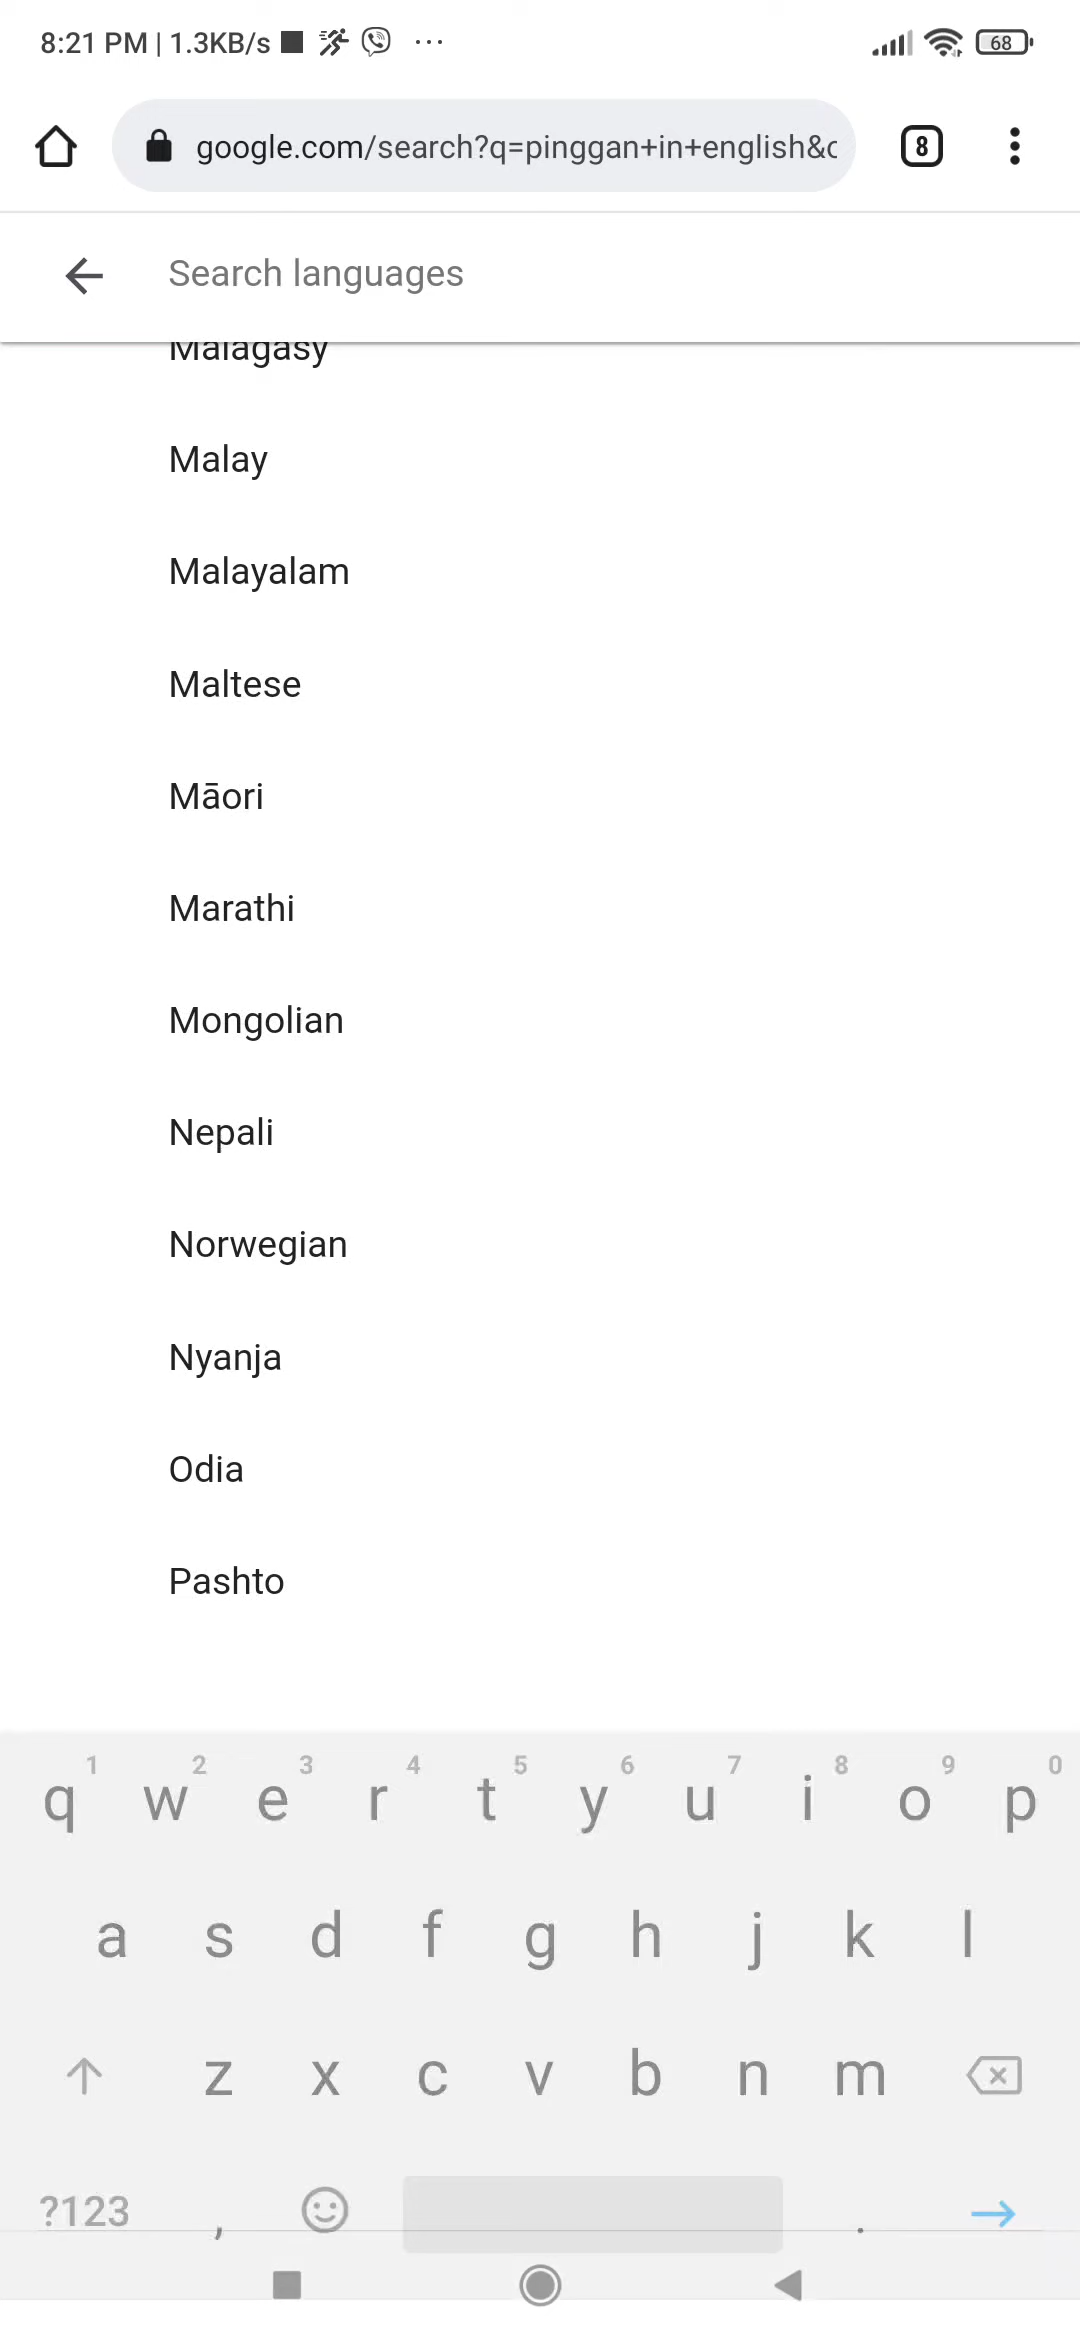 8:21 PM | 1.3KB/s ... 68
google.com/search?q=pinggan+in+english&c 8
Search languages
Malagasy
Malay
Malayalam
Maltese
Māori
Marathi
Mongolian
Nepali
Norwegian
Nyanja
Odia
Pashto
1 2 3 4 5 6 7 8 9 0
q w e r t y u i o p
a s d f g h j k l
z x c v b n m
?123 , .